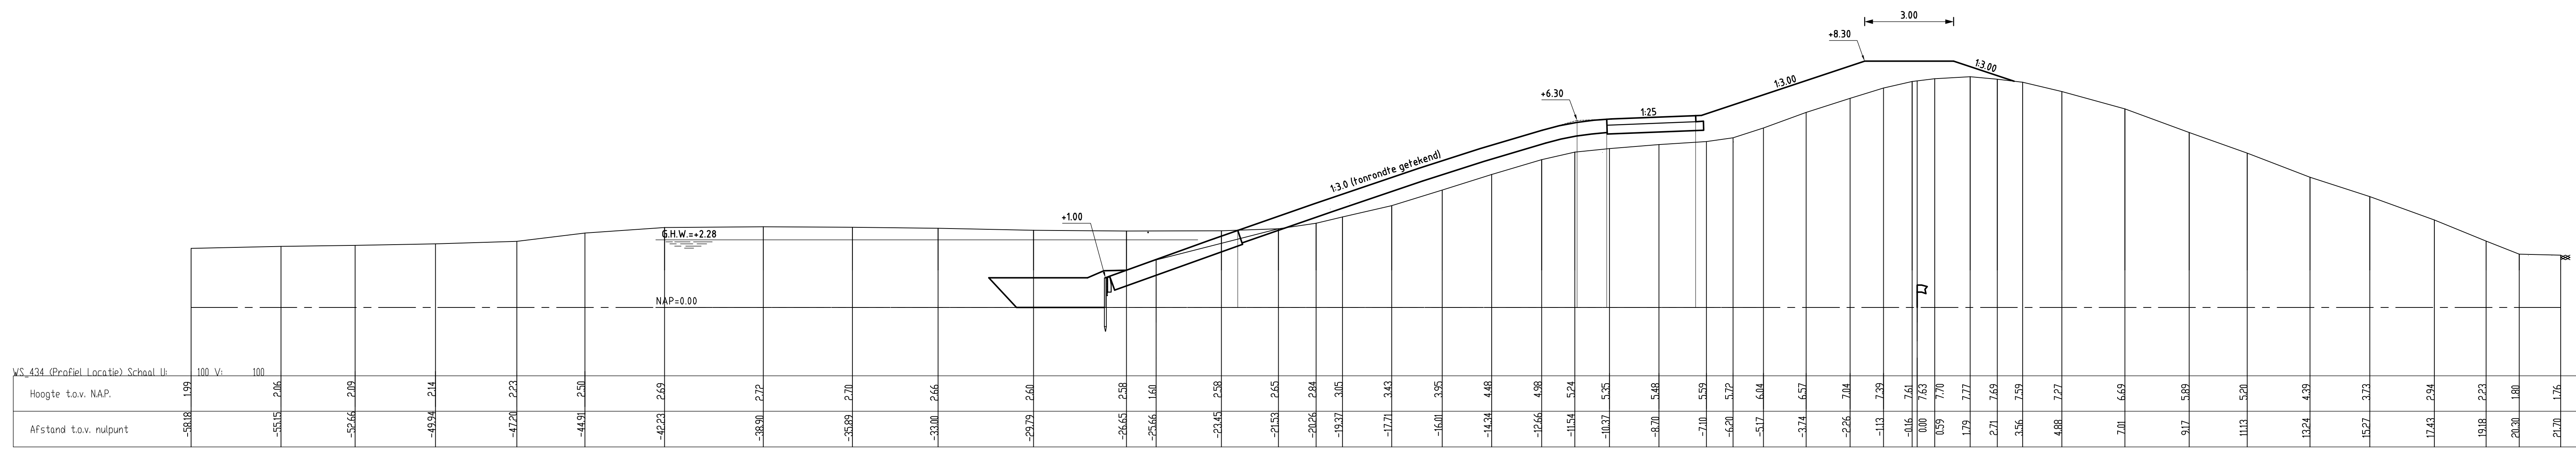 3.00
+8.30
1:3.00
1:3.00
+6.30
1:25
1:3.0 (tonrondte getekend)
+1.00
G.H.W.=+2.28
NAP=0.00
WS_434 (Profiel Locatie) Schaal U: 100 V: 100
Hoogte t.o.v. N.A.P. 1.99 2.06 2.09 2.14 2.23 2.50 2.69 2.72 2.70 2.66 2.60 2.58 1.60 2.58 2.65 2.84 3.05 3.43 3.95 4.48 4.98 5.24 5.35 5.48 5.59 5.72 6.04 6.57 7.04 7.39 7.61 7.63 7.70 7.77 7.69 7.59 7.27 6.69 5.89 5.20 4.39 3.73 2.94 2.23 1.80 1.76
Afstand t.o.v. nulpunt -58.18 -55.15 -52.66 -49.94 -47.20 -44.91 -42.23 -38.90 -35.89 -33.00 -29.79 -26.65 -25.66 -23.45 -21.53 -20.26 -19.37 -17.71 -16.01 -14.34 -12.66 -11.54 -10.37 -8.70 -7.10 -6.20 -5.17 -3.74 -2.26 -1.13 -0.16 0.00 0.59 1.79 2.71 3.56 4.88 7.01 9.17 11.13 13.24 15.27 17.43 19.18 20.30 21.70